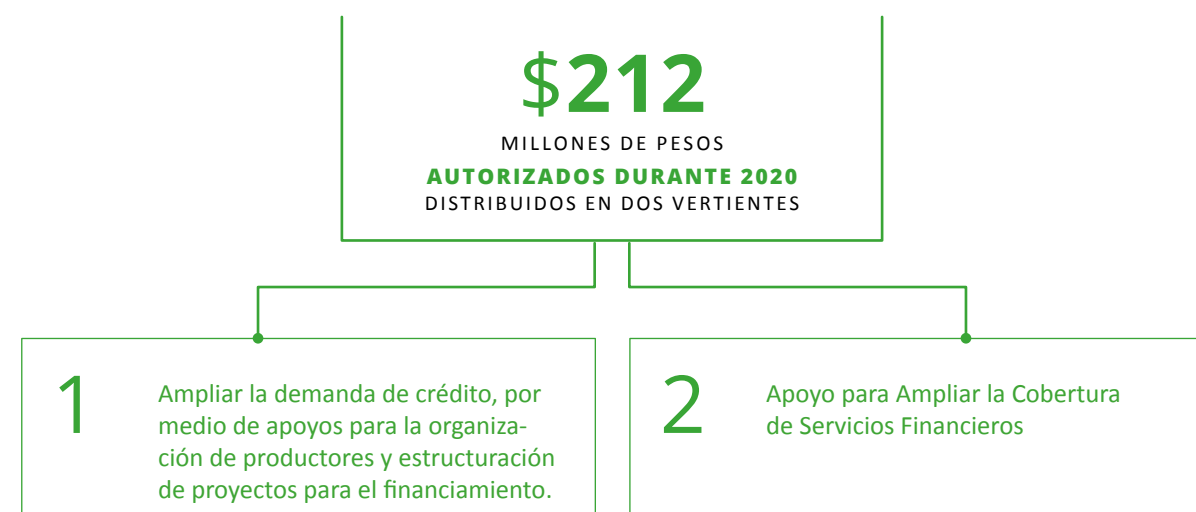 $212
MILLONES DE PESOS
AUTORIZADOS DURANTE 2020
DISTRIBUIDOS EN DOS VERTIENTES
1
Ampliar la demanda de crédito, por
medio de apoyos para la organiza-
ción de productores y estructuración
de proyectos para el financiamiento.
2
Apoyo para Ampliar la Cobertura
de Servicios Financieros